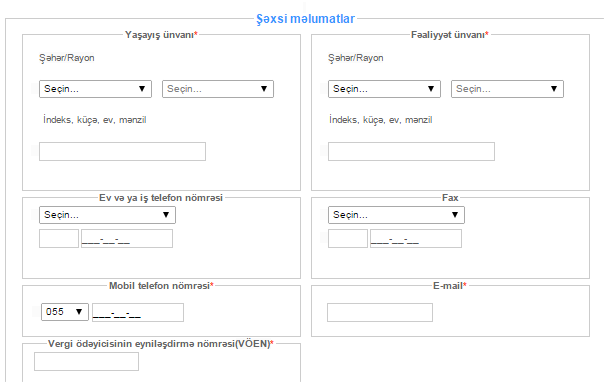 Şəxsi məlumatlar
Yaşayış ünvanı*
Şəhər/Rayon
Seçin... Seçin...
İndeks, küçə, ev, mənzil
Fəaliyyət ünvanı*
Şəhər/Rayon
Seçin... Seçin...
İndeks, küçə, ev, mənzil
Ev və ya iş telefon nömrəsi
Seçin...
___-__-__
Fax
Seçin...
___-__-__
Mobil telefon nömrəsi*
055 ___-__-__
E-mail*
Vergi ödəyicisinin eyniləşdirmə nömrəsi(VÖEN)*